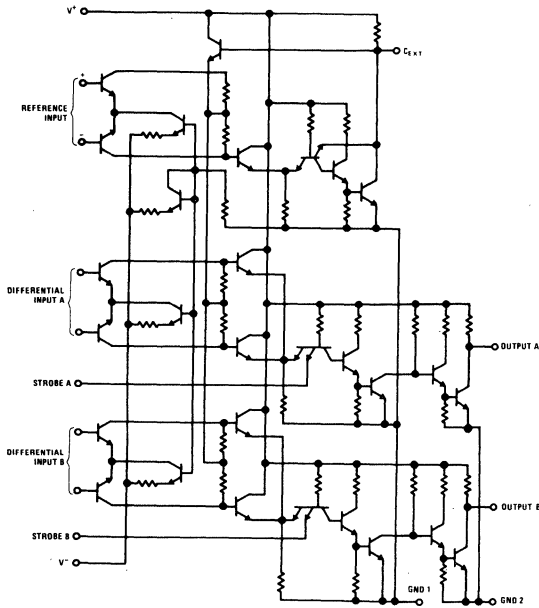 V+
CEXT
+
REFERENCE
INPUT
-
DIFFERENTIAL
INPUT A
OUTPUT A
STROBE A
DIFFERENTIAL
INPUT B
OUTPUT B
STROBE B
V-
GND 1
GND 2